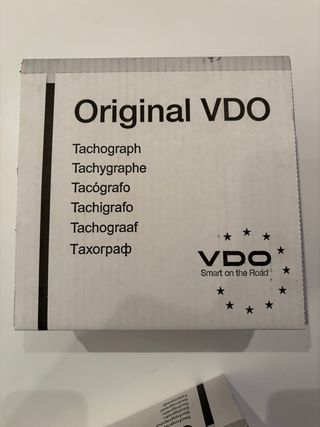 Original VDO
Tachograph
Tachygraphe
Tacógrafo
Tachigrafo
Tachograaf
Тахограф
VDO
Smart on the Road